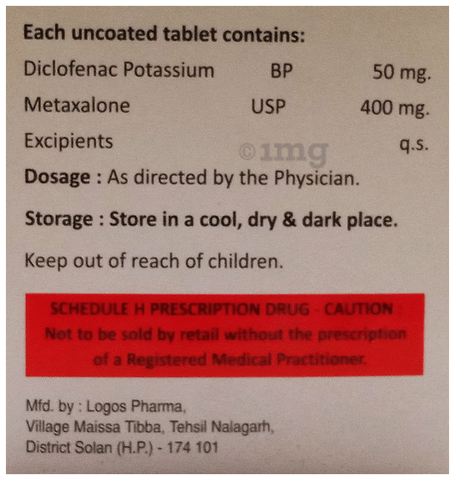 Each uncoated tablet contains:
Diclofenac Potassium BP 50 mg.
Metaxalone USP 400 mg.
Excipients q.s.
©1mg
Dosage : As directed by the Physician.
Storage : Store in a cool, dry & dark place.
Keep out of reach of children.
SCHEDULE H PRESCRIPTION DRUG - CAUTION :
Not to be sold by retail without the prescription
of a Registered Medical Practitioner.
Mfd. by : Logos Pharma,
Village Maissa Tibba, Tehsil Nalagarh,
District Solan (H.P.) - 174 101